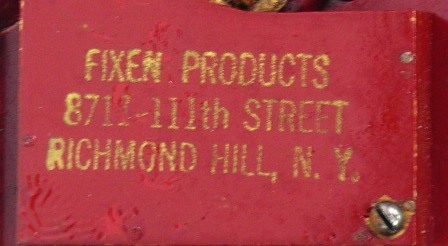 FIXEN PRODUCTS
8711-111th STREET
RICHMOND HILL, N. Y.